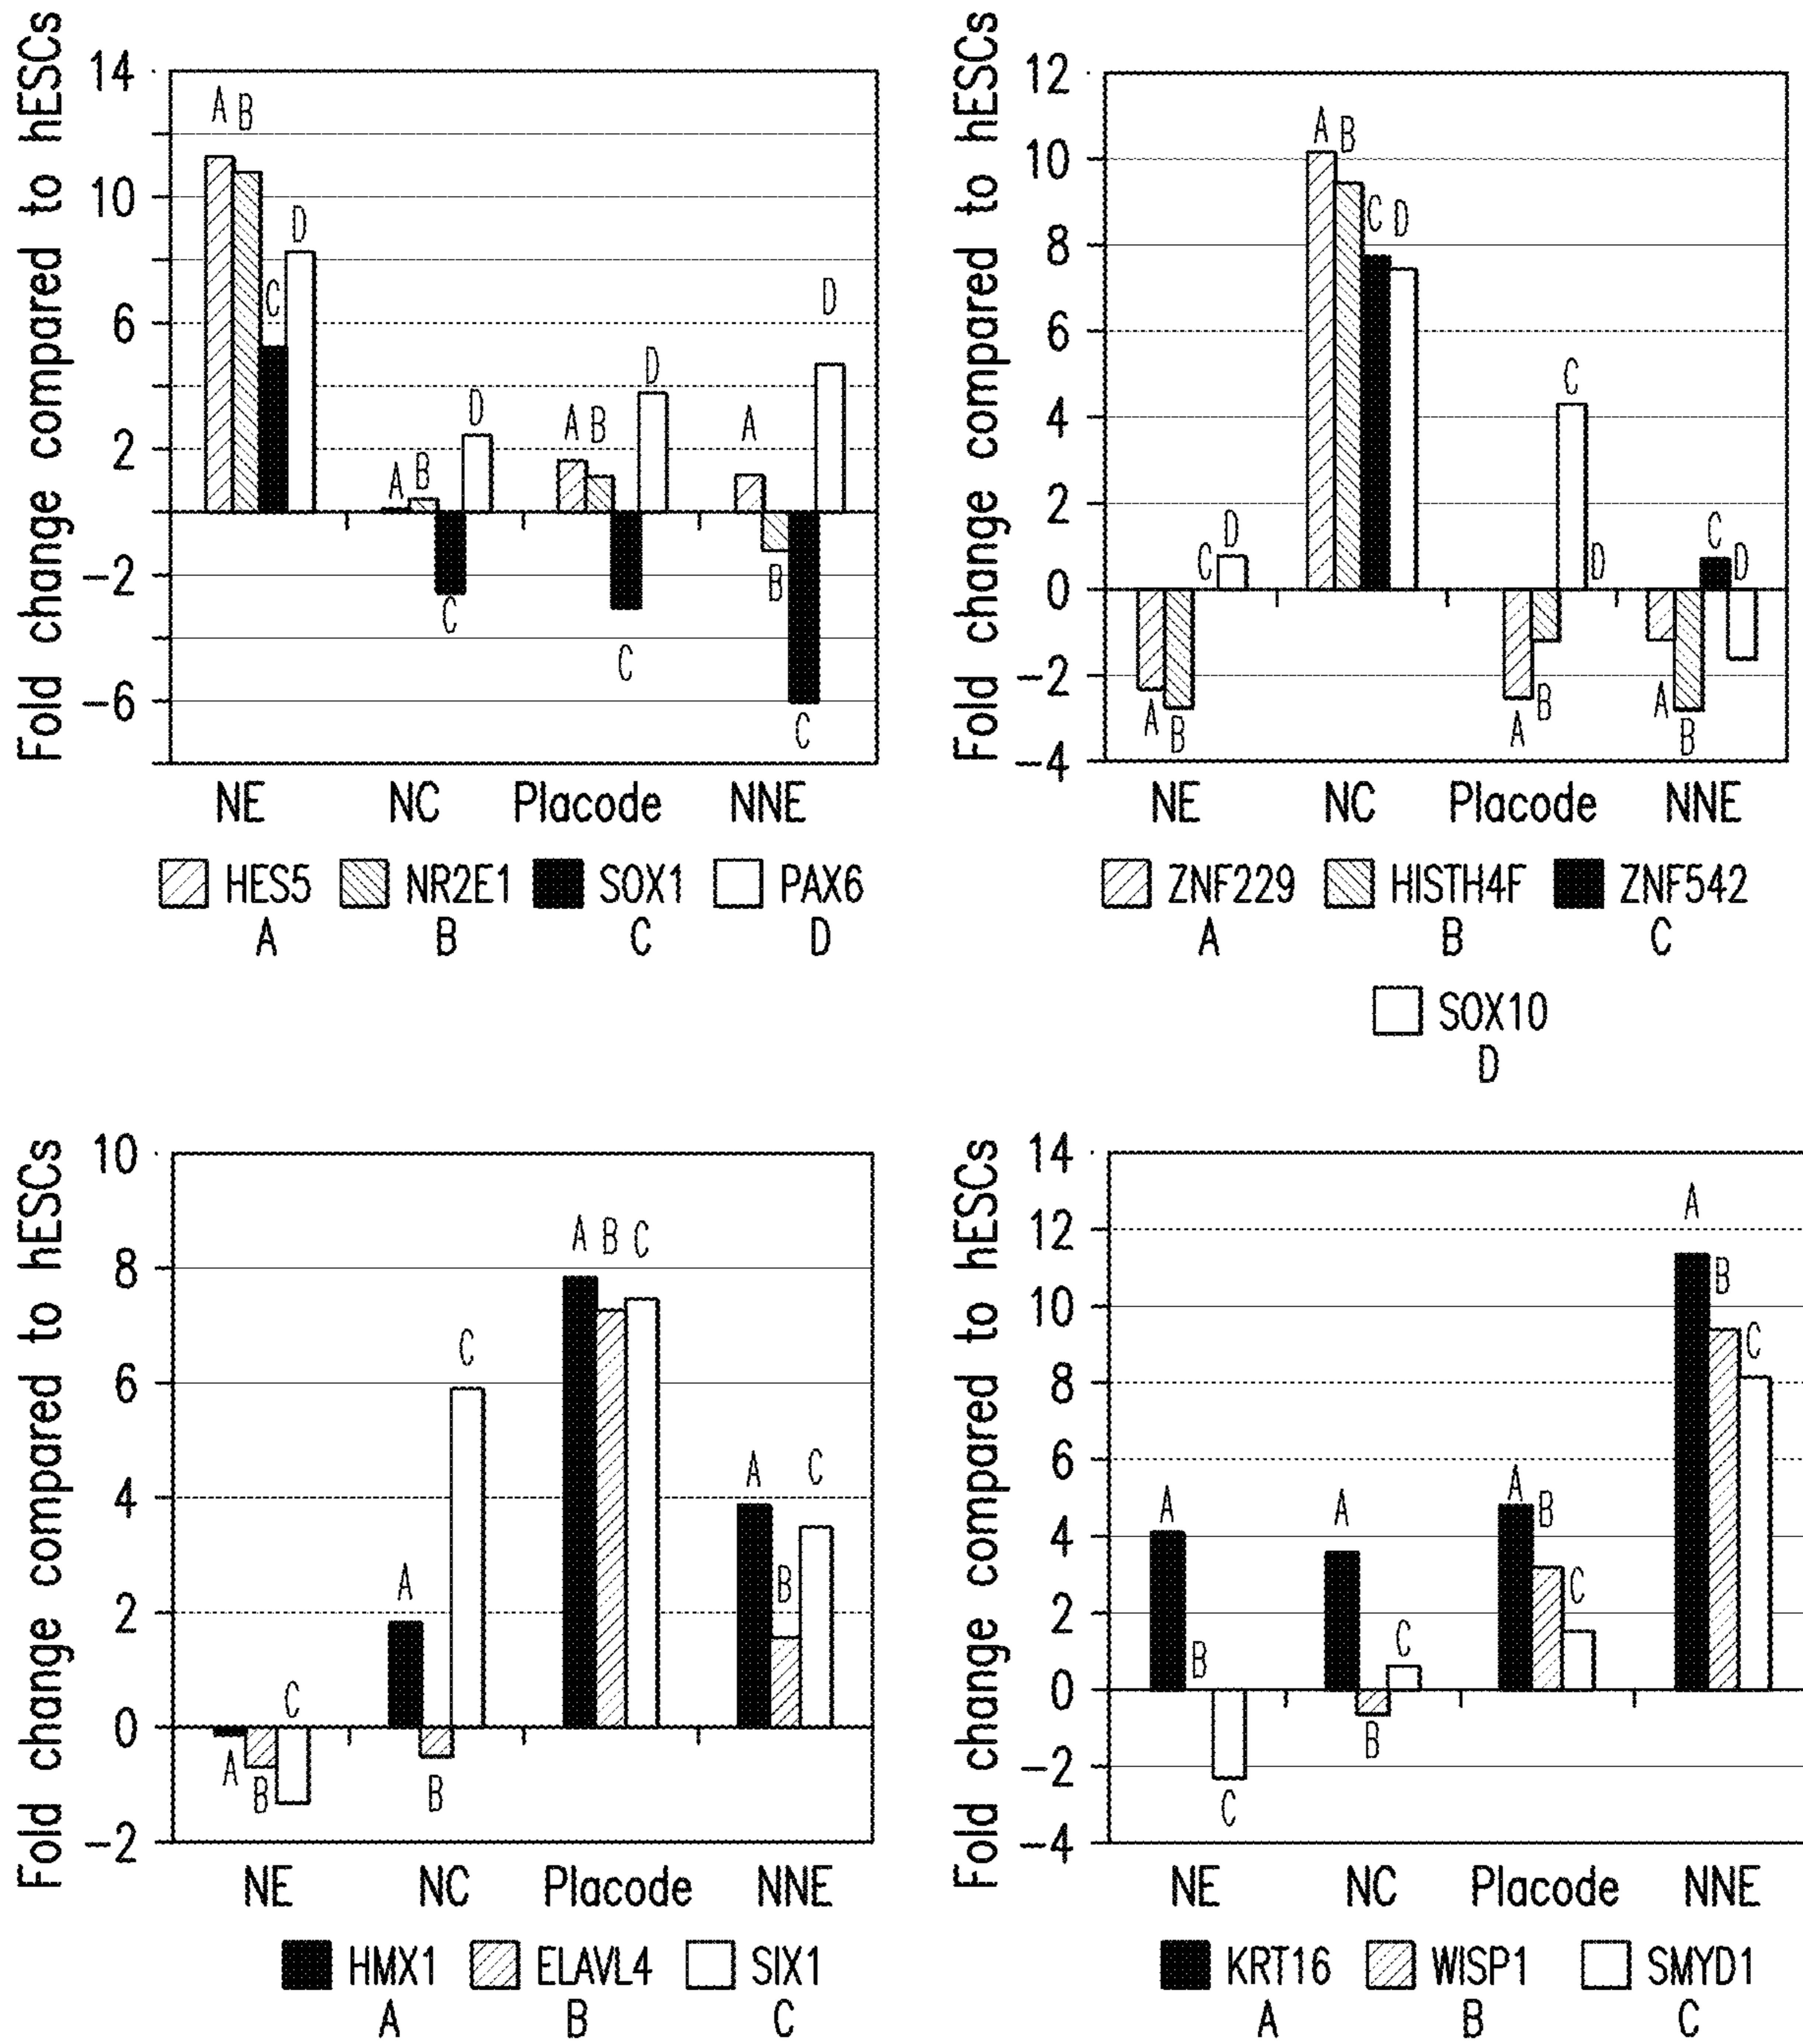 Fold change compared to hESCs
14
10
6
2
−2
−6
A B C D
A B C D
A B C D
A B C D
NE NC Placode NNE
HES5 NR2E1 SOX1 PAX6
A B C D
Fold change compared to hESCs
12
10
8
6
4
2
0
−2
−4
A B C D
A B C D
A B C D
A B C D
NE NC Placode NNE
ZNF229 HISTH4F ZNF542
A B C
SOX10
D
Fold change compared to hESCs
10
8
6
4
2
0
−2
A B C
A B C
A B C
A B C
NE NC Placode NNE
HMX1 ELAVL4 SIX1
A B C
Fold change compared to hESCs
14
12
10
8
6
4
2
0
−2
−4
A B C
A B C
A B C
A B C
NE NC Placode NNE
KRT16 WISP1 SMYD1
A B C